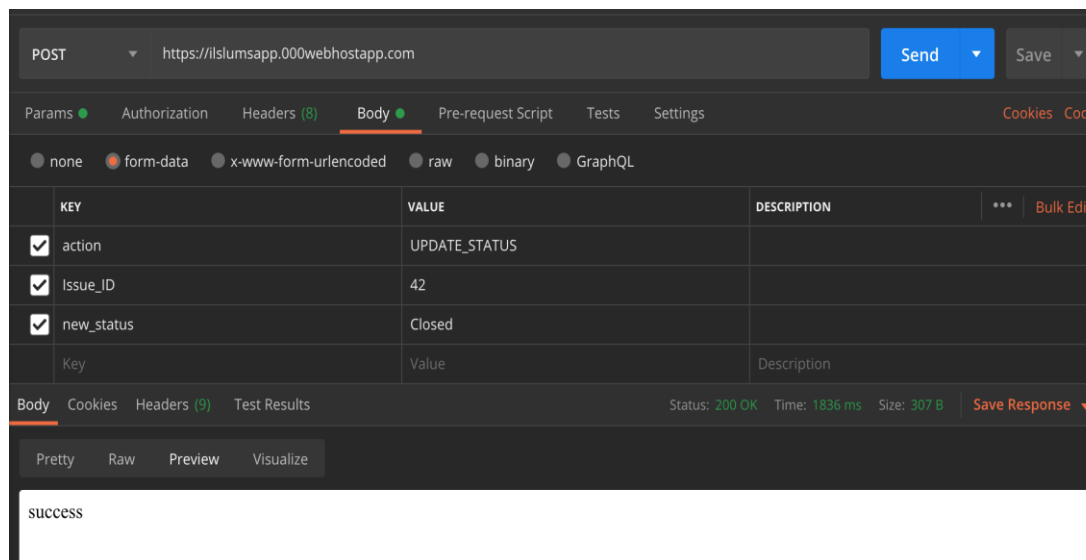 POST https://ilslumsapp.000webhostapp.com Send Save
Params Authorization Headers (8) Body Pre-request Script Tests Settings Cookies Coo
none form-data x-www-form-urlencoded raw binary GraphQL
KEY VALUE DESCRIPTION ••• Bulk Edi
action UPDATE_STATUS
Issue_ID 42
new_status Closed
Key Value Description
Body Cookies Headers (9) Test Results Status: 200 OK Time: 1836 ms Size: 307 B Save Response
Pretty Raw Preview Visualize
success